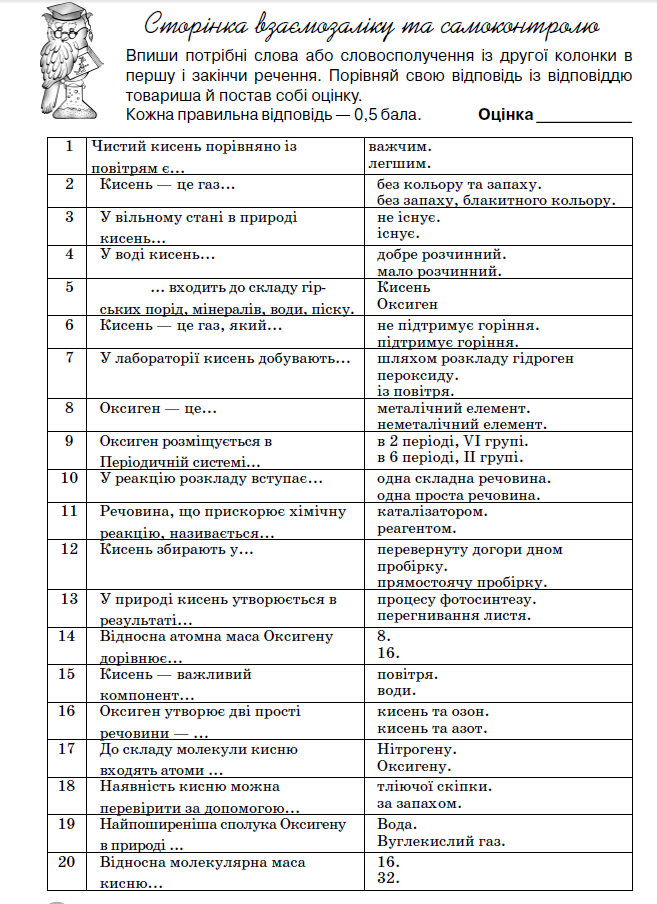 Сторінка взаємозаліку та самоконтролю
Впиши потрібні слова або словосполучення із другої колонки в
першу і закінчи речення. Порівняй свою відповідь із відповіддю
товариша й постав собі оцінку.
Кожна правильна відповідь — 0,5 бала. Оцінка ___________
1 Чистий кисень порівняно із
повітрям є...
важчим.
легшим.
2 Кисень — це газ...
без кольору та запаху.
без запаху, блакитного кольору.
3 У вільному стані в природі
кисень...
не існує.
існує.
4 У воді кисень...
добре розчинний.
мало розчинний.
5 ... входить до складу гір-
ських порід, мінералів, води, піску.
Кисень
Оксиген
6 Кисень — це газ, який...
не підтримує горіння.
підтримує горіння.
7 У лабораторії кисень добувають...
шляхом розкладу гідроген
пероксиду.
із повітря.
8 Оксиген — це...
металічний елемент.
неметалічний елемент.
9 Оксиген розміщується в
Періодичній системі...
в 2 періоді, VI групі.
в 6 періоді, II групі.
10 У реакцію розкладу вступає...
одна складна речовина.
одна проста речовина.
11 Речовина, що прискорює хімічну
реакцію, називається...
каталізатором.
реагентом.
12 Кисень збирають у...
перевернуту догори дном
пробірку.
прямостоячу пробірку.
13 У природі кисень утворюється в
результаті...
процесу фотосинтезу.
перегнивання листя.
14 Відносна атомна маса Оксигену
дорівнює...
8.
16.
15 Кисень — важливий
компонент...
повітря.
води.
16 Оксиген утворює дві прості
речовини — ...
кисень та озон.
кисень та азот.
17 До складу молекули кисню
входять атоми ...
Нітрогену.
Оксигену.
18 Наявність кисню можна
перевірити за допомогою...
тліючої скіпки.
за запахом.
19 Найпоширеніша сполука Оксигену
в природі ...
Вода.
Вуглекислий газ.
20 Відносна молекулярна маса
кисню...
16.
32.